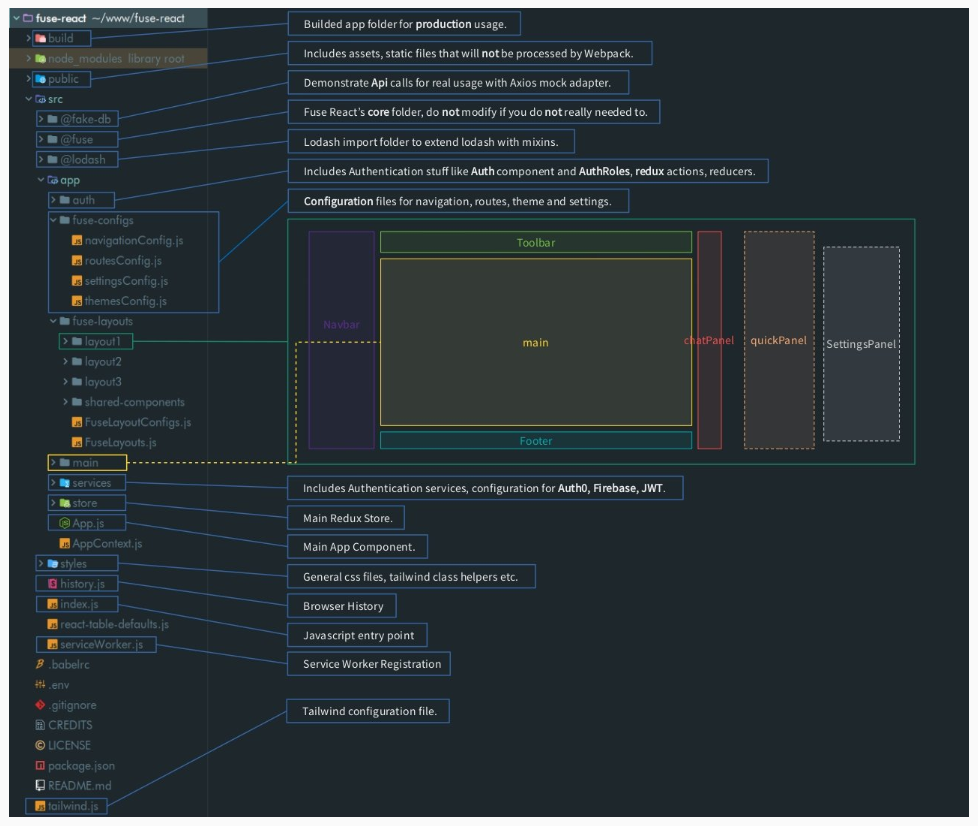 fuse-react ~/www/fuse-react
build
node_modules library root
public
src
@fake-db
@fuse
@lodash
app
auth
fuse-configs
navigationConfig.js
routesConfig.js
settingsConfig.js
themesConfig.js
fuse-layouts
layout1
layout2
layout3
shared-components
FuseLayoutConfigs.js
FuseLayouts.js
main
services
store
App.js
AppContext.js
styles
history.js
index.js
react-table-defaults.js
serviceWorker.js
.babelrc
.env
.gitignore
CREDITS
LICENSE
package.json
README.md
tailwind.js
Builded app folder for production usage.
Includes assets, static files that will not be processed by Webpack.
Demonstrate Api calls for real usage with Axios mock adapter.
Fuse React's core folder, do not modify if you do not really needed to.
Lodash import folder to extend lodash with mixins.
Includes Authentication stuff like Auth component and AuthRoles, redux actions, reducers.
Configuration files for navigation, routes, theme and settings.
Toolbar
Navbar
main
chatPanel
quickPanel
SettingsPanel
Footer
Includes Authentication services, configuration for Auth0, Firebase, JWT.
Main Redux Store.
Main App Component.
General css files, tailwind class helpers etc.
Browser History
Javascript entry point
Service Worker Registration
Tailwind configuration file.